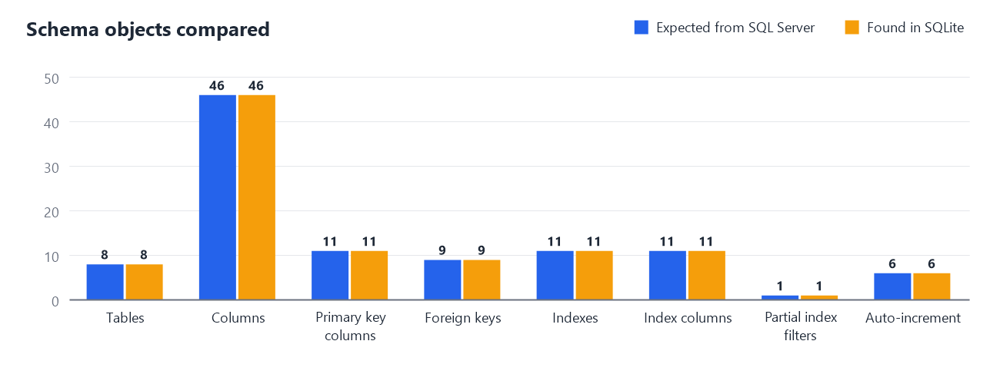 Schema objects compared
Expected from SQL Server
Found in SQLite
50
40
30
20
10
0
8
8
46
46
11
11
9
9
11
11
11
11
1
1
6
6
Tables
Columns
Primary key
columns
Foreign keys
Indexes
Index columns
Partial index
filters
Auto-increment